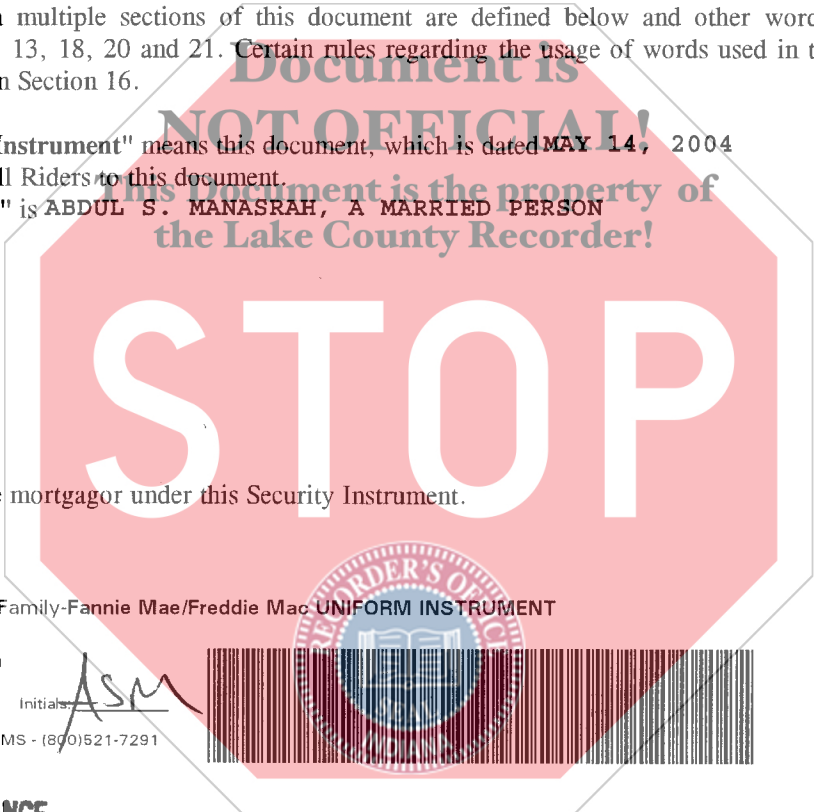 multiple sections of this document are defined below and other word
13, 18, 20 and 21. Certain rules regarding the usage of words used in t
n Section 16.
Document is
NOT OFFICIAL!
This Document is the property of
the Lake County Recorder!
Instrument" means this document, which is dated MAY 14, 2004
ll Riders to this document.
" is ABDUL S. MANASRAH, A MARRIED PERSON
STOP
e mortgagor under this Security Instrument.
Family-Fannie Mae/Freddie Mac UNIFORM INSTRUMENT
RECORDER'S OFFICE
SEAL
INDIANA
Initials: ASM
MS - (800)521-7291